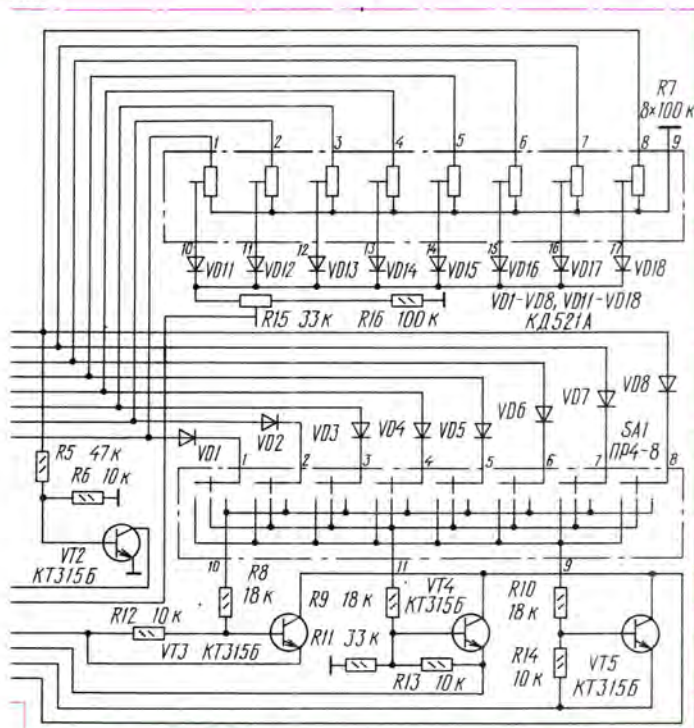 R7
8×100 к
1 2 3 4 5 6 7 8 9
10 11 12 13 14 15 16 17
VD11 VD12 VD13 VD14 VD15 VD16 VD17 VD18
R15 33 к R16 100 к
VD1-VD8, VD11-VD18
КД521А
VD1 VD2 VD3 VD4 VD5 VD6 VD7 VD8
SA1
ПР4-8
R5 47 к
R6 10 к
1 2 3 4 5 6 7 8
VT2
КТ315Б
10 11 9
R8
18 к
R9 18 к
VT4
КТ315Б
R10
18 к
R12 10 к
VT3 КТ315Б
R11 33 к
R13 10 к
R14
10 к
VT5
КТ315Б